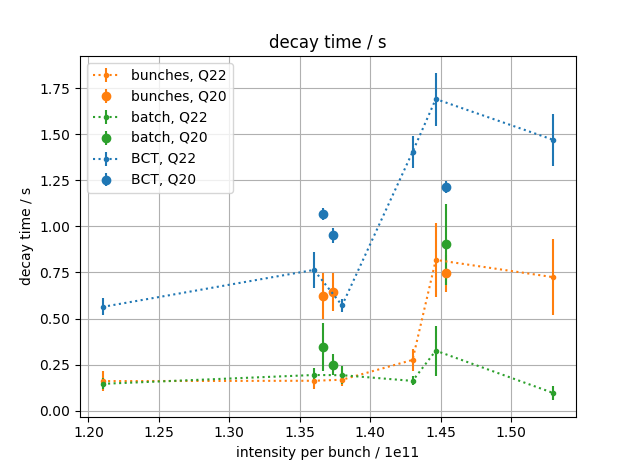 decay time / s
bunches, Q22
bunches, Q20
batch, Q22
batch, Q20
BCT, Q22
BCT, Q20
decay time / s
1.75
1.50
1.25
1.00
0.75
0.50
0.25
0.00
1.20 1.25 1.30 1.35 1.40 1.45 1.50
intensity per bunch / 1e11